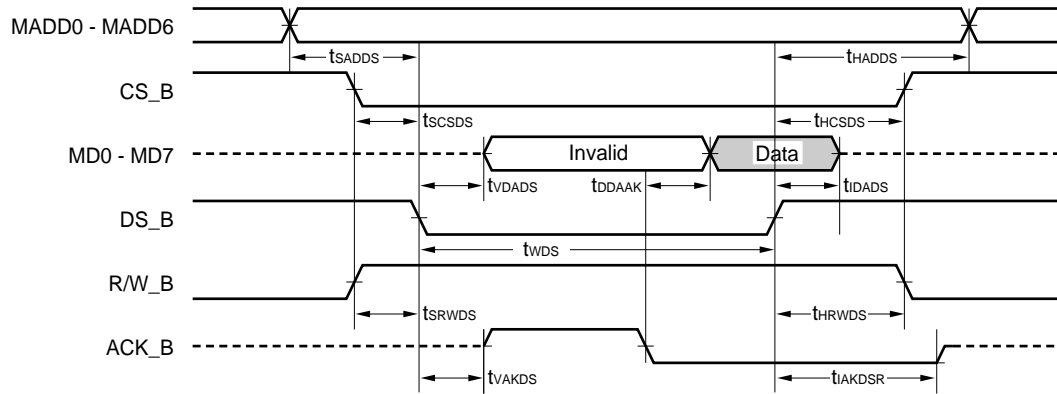 MADD0 - MADD6
tSADDS
tHADDS
CS_B
tSCSDS
tHCSDS
MD0 - MD7
Invalid
Data
tVDADS
tDDAAK
tIDADS
DS_B
tWDS
R/W_B
tSRWDS
tHRWDS
ACK_B
tVAKDS
tIAKDSR